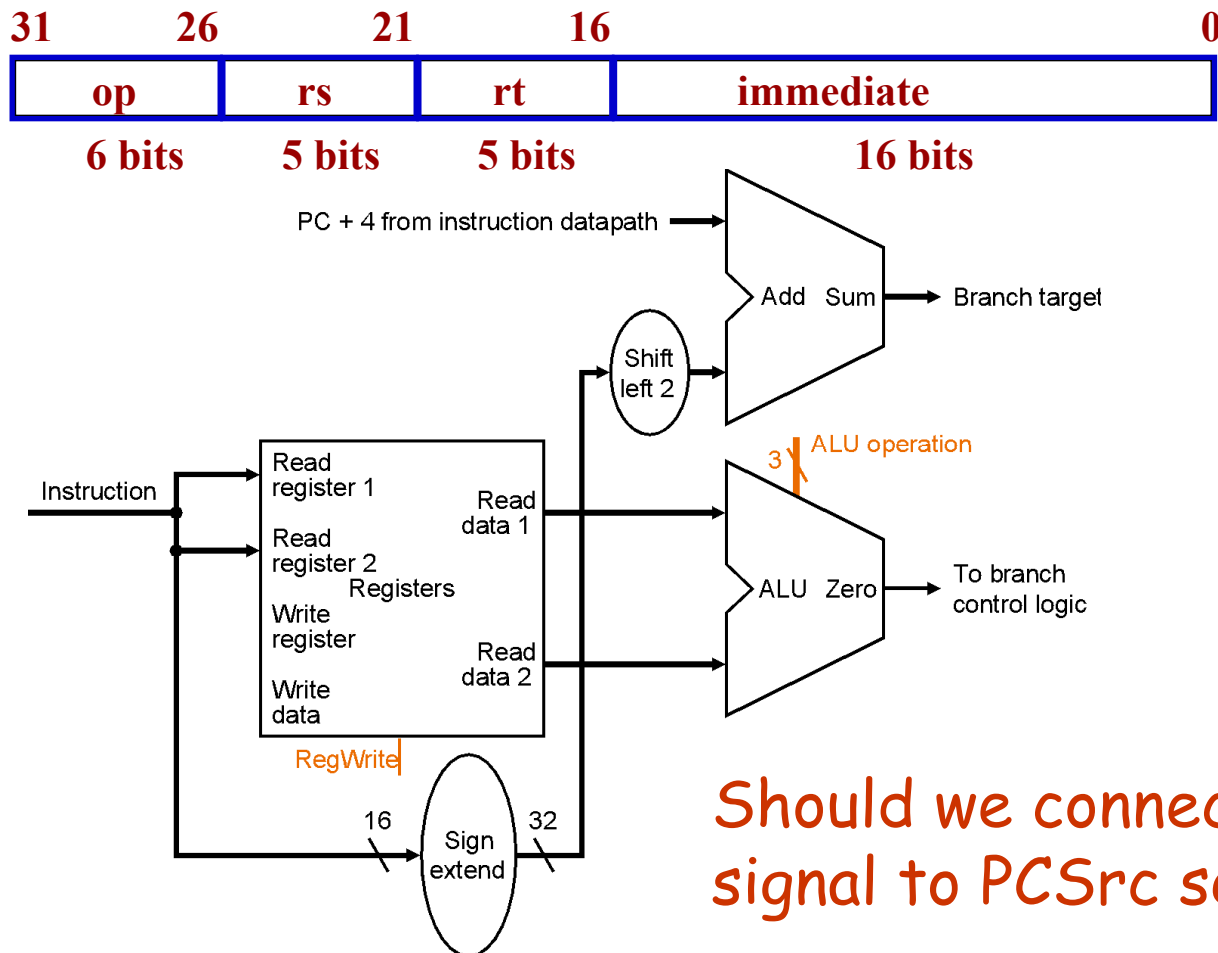 31 26 21 16 0
op rs rt immediate
6 bits 5 bits 5 bits 16 bits
PC + 4 from instruction datapath
Add Sum
Branch target
Shift
left 2
3
ALU operation
Instruction
Read
register 1
Read
data 1
Read
register 2
Registers
ALU Zero
To branch
control logic
Write
register
Read
data 2
Write
data
RegWrite
16
Sign
extend
32
Should we
signal to PCSrc